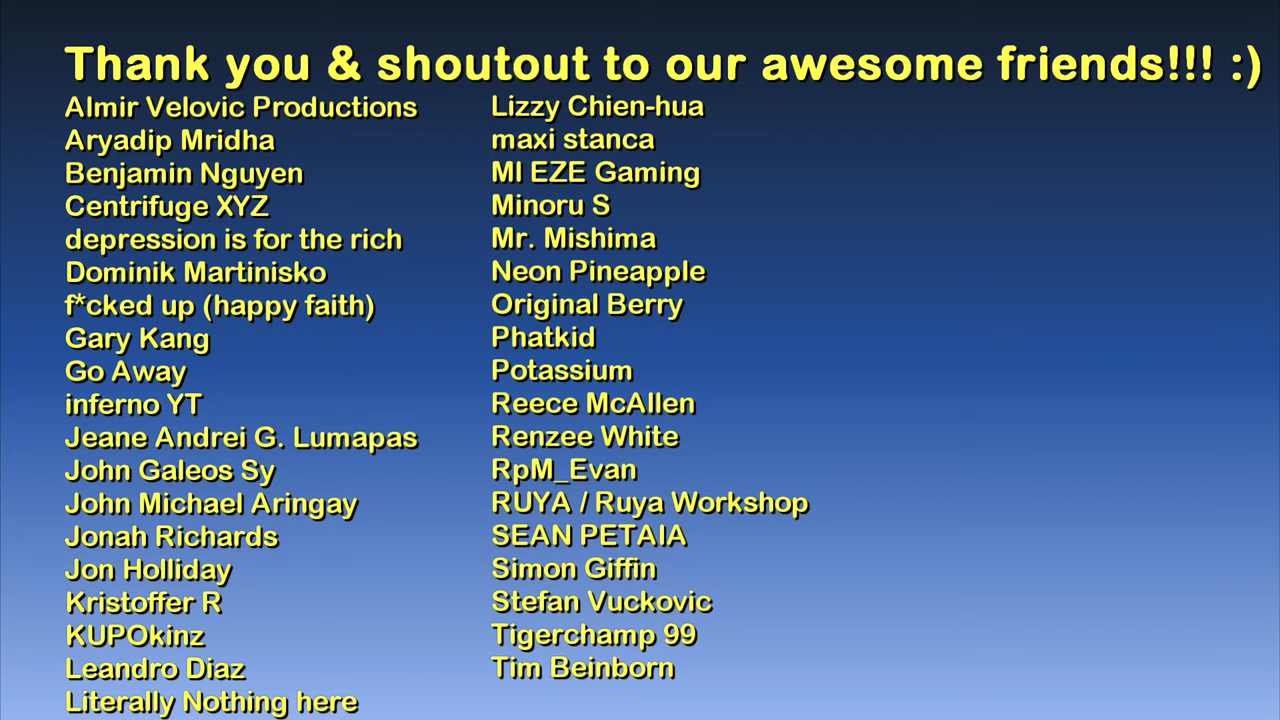 Thank you & shoutout to our awesome friends!!! :)
Almir Velovic Productions
Aryadip Mridha
Benjamin Nguyen
Centrifuge XYZ
depression is for the rich
Dominik Martinisko
f*cked up (happy faith)
Gary Kang
Go Away
inferno YT
Jeane Andrei G. Lumapas
John Galeos Sy
John Michael Aringay
Jonah Richards
Jon Holliday
Kristoffer R
KUPOkinz
Leandro Diaz
Literally Nothing here
Lizzy Chien-hua
maxi stanca
MI EZE Gaming
Minoru S
Mr. Mishima
Neon Pineapple
Original Berry
Phatkid
Potassium
Reece McAllen
Renzee White
RpM_Evan
RUYA / Ruya Workshop
SEAN PETAIA
Simon Giffin
Stefan Vuckovic
Tigerchamp 99
Tim Beinborn